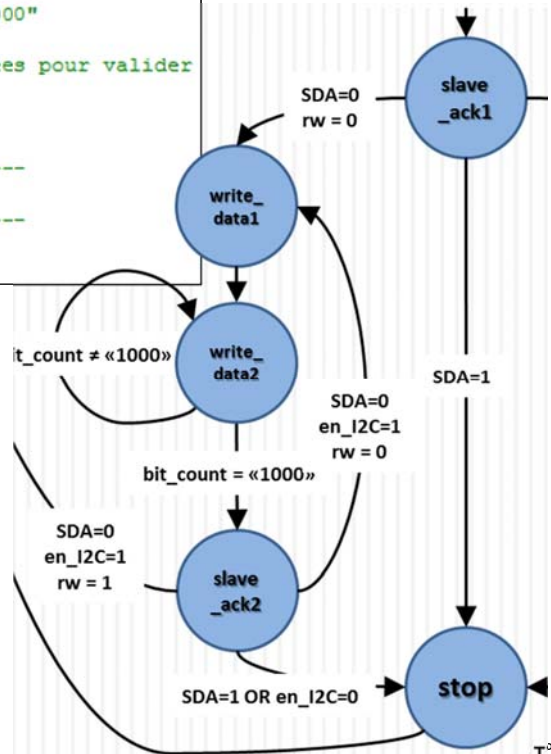 00"
es pour valider
---
---
slave
_ack1
SDA=0
rw = 0
write_
data1
write_
data2
it_count ≠ «1000»
SDA=1
SDA=0
en_I2C=1
rw = 0
bit_count = «1000»
SDA=0
en_I2C=1
rw = 1
slave
_ack2
SDA=1 OR en_I2C=0
stop